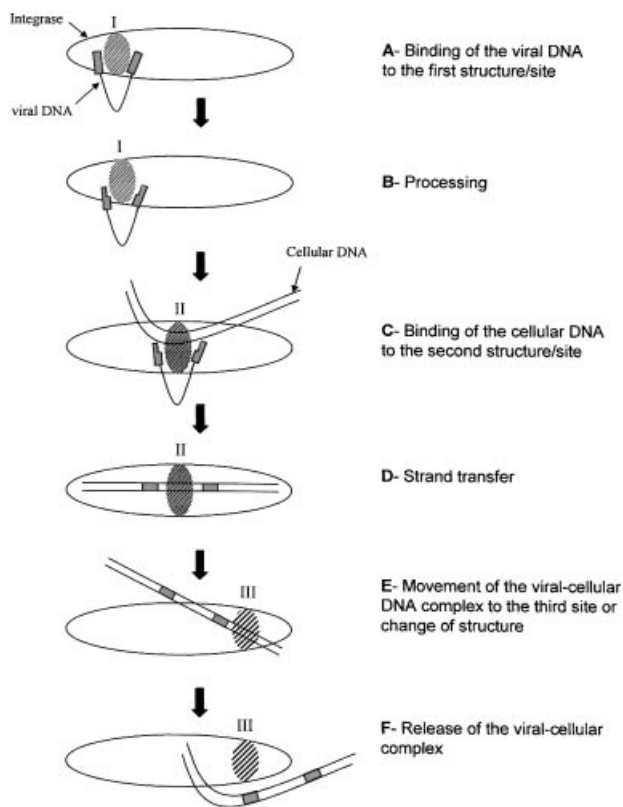 Integrase
I
viral DNA
A- Binding of the viral DNA
to the first structure/site
I
B- Processing
Cellular DNA
II
C- Binding of the cellular DNA
to the second structure/site
II
D- Strand transfer
III
E- Movement of the viral-cellular
DNA complex to the third site or
change of structure
III
F- Release of the viral-cellular
complex